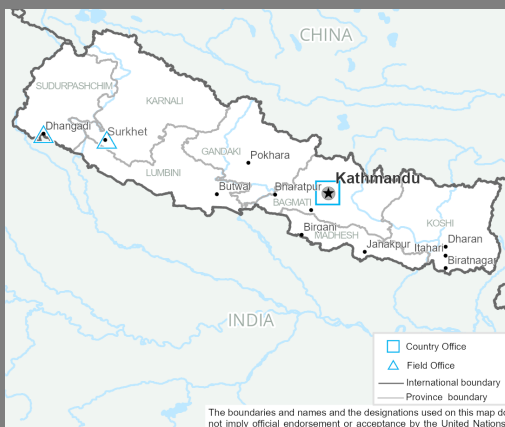 CHINA
SUDURPASHCHIM
KARNALI
Dhangadi
Surkhet
GANDAKI
Pokhara
LUMBINI
Kathmandu
Butwal
Bharatpur
BAGMATI
KOSHI
Birganj
MADHESH
Janakpur
Itahari
Dharan
Biratnagar
INDIA
Country Office
Field Office
International boundary
Province boundary
The boundaries and names and the designations used on this map do
not imply official endorsement or acceptance by the United Nations